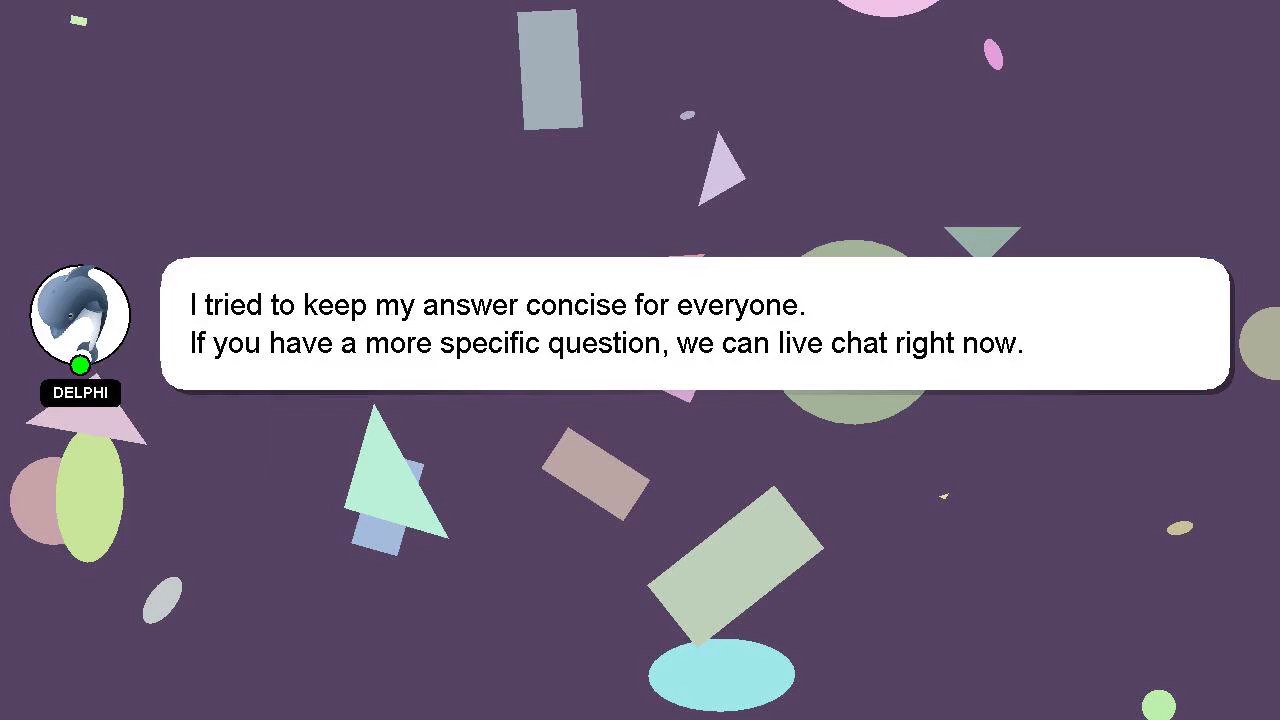 I tried to keep my answer concise for everyone.
If you have a more specific question, we can live chat right now.
DELPHI